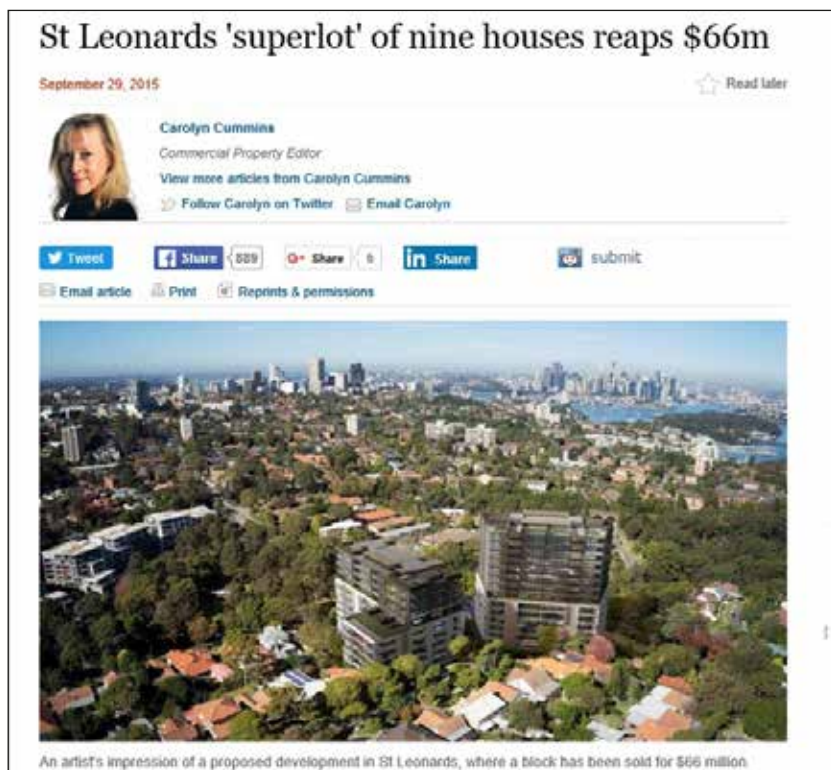 St Leonards 'superlot' of nine houses reaps $66m
September 29, 2015
Read later
Carolyn Cummins
Commercial Property Editor
View more articles from Carolyn Cummins
Follow Carolyn on Twitter Email Carolyn
Tweet Share 889 G+ Share 6 in Share submit
Email article Print Reprints & permissions
An artist's impression of a proposed development in St Leonards, where a block has been sold for $66 million.